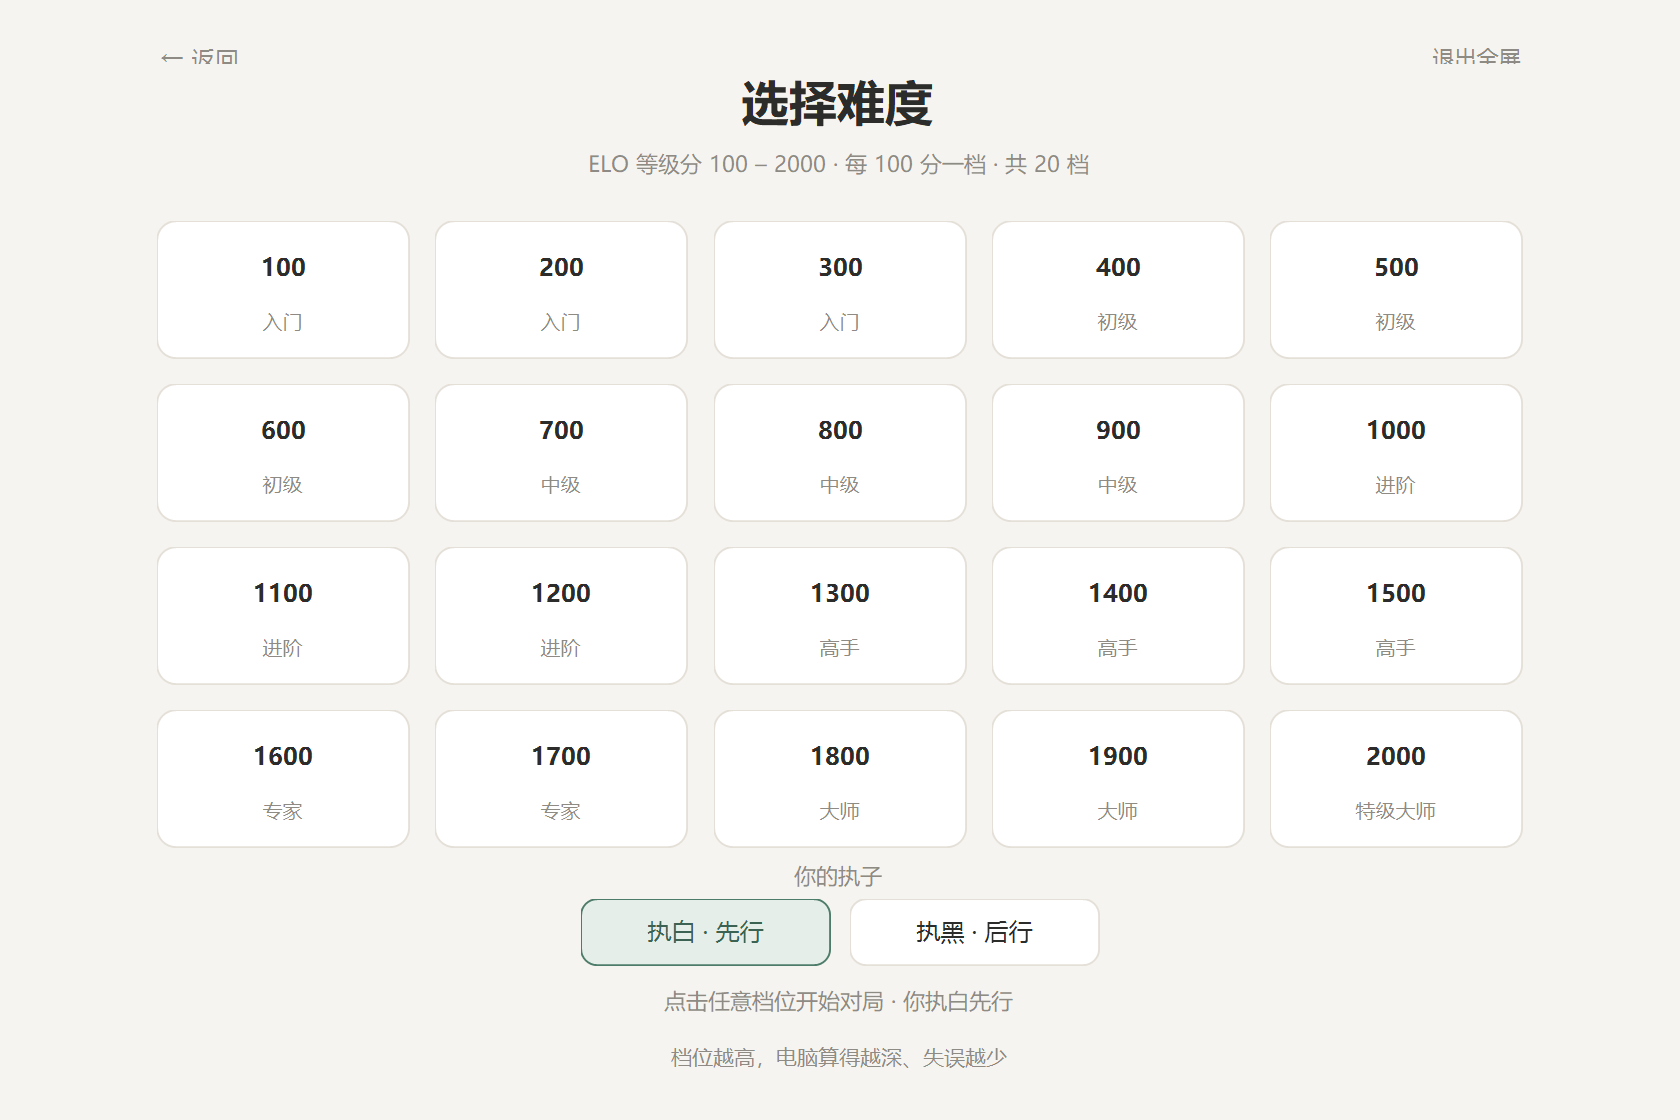 ← 返回
退出全屏
选择难度
ELO 等级分 100 – 2000 · 每 100 分一档 · 共 20 档
100
入门
200
入门
300
入门
400
初级
500
初级
600
初级
700
中级
800
中级
900
中级
1000
进阶
1100
进阶
1200
进阶
1300
高手
1400
高手
1500
高手
1600
专家
1700
专家
1800
大师
1900
大师
2000
特级大师
你的执子
执白 · 先行
执黑 · 后行
点击任意档位开始对局 · 你执白先行
档位越高，电脑算得越深、失误越少